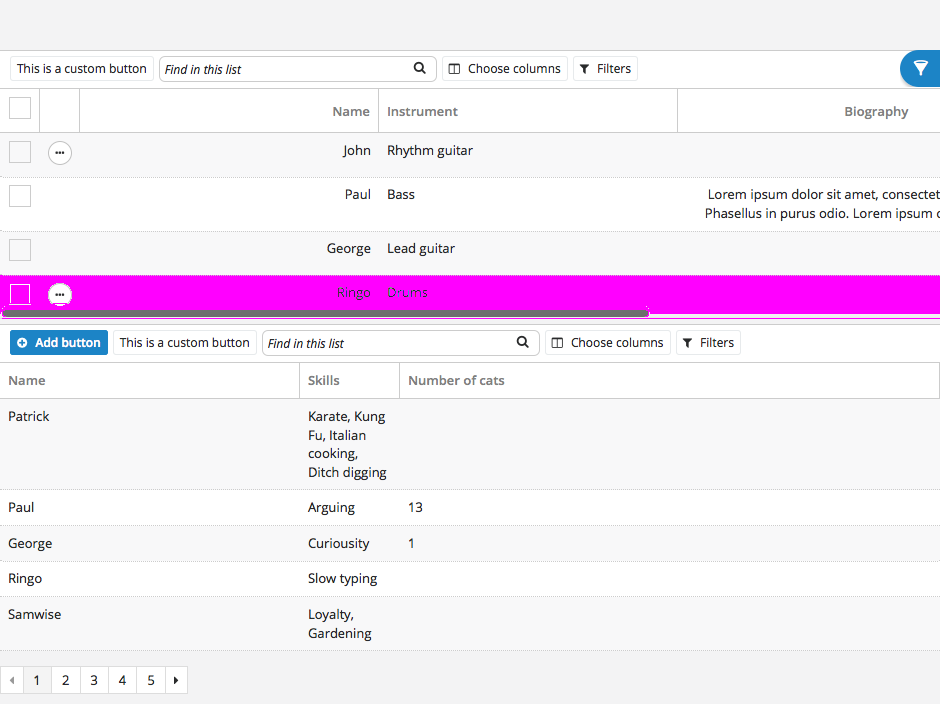 This is a custom button Find in this list Choose columns Filters
Name Instrument Biography
John Rhythm guitar
Paul Bass Lorem ipsum dolor sit amet, consectet
Phasellus in purus odio. Lorem ipsum
George Lead guitar
Ringo Drums
Add button This is a custom button Find in this list Choose columns Filters
Name Skills Number of cats
Patrick Karate, Kung
Fu, Italian
cooking,
Ditch digging
Paul Arguing 13
George Curiousity 1
Ringo Slow typing
Samwise Loyalty,
Gardening
1 2 3 4 5